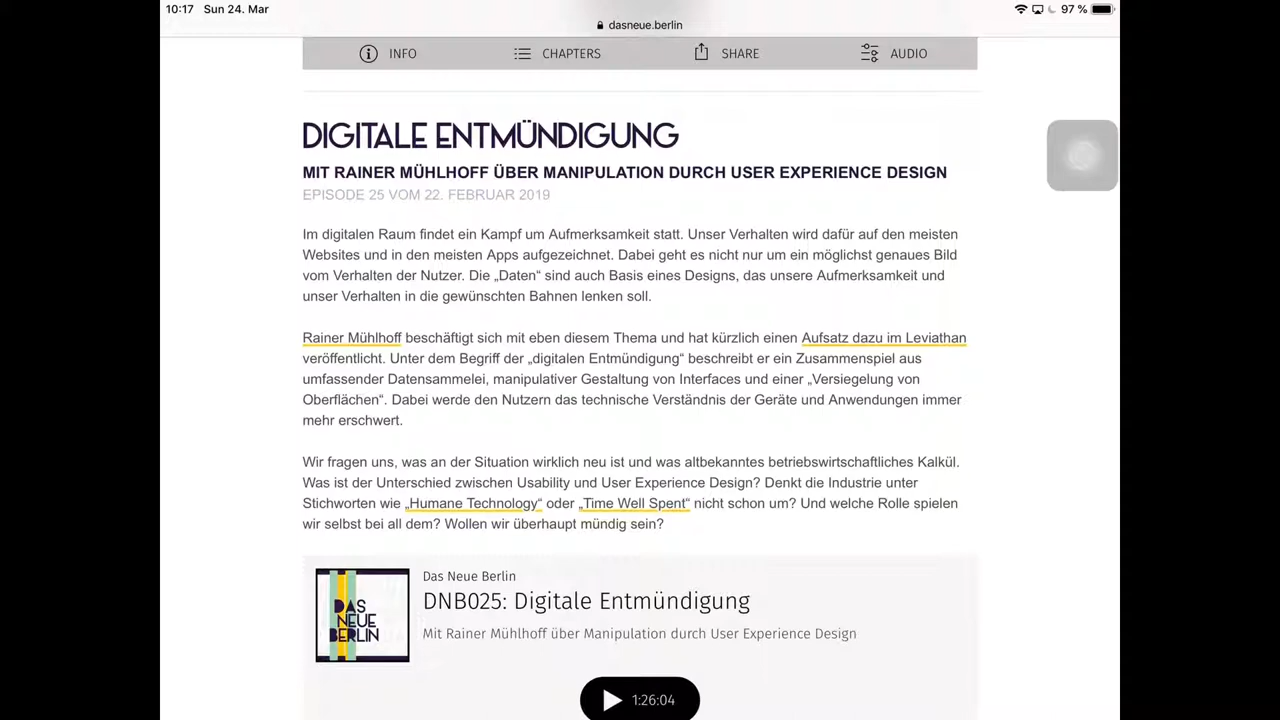 10:17 Sun 24. Mar
97 %
dasneue.berlin
INFO
CHAPTERS
SHARE
AUDIO
DIGITALE ENTMÜNDIGUNG
MIT RAINER MÜHLHOFF ÜBER MANIPULATION DURCH USER EXPERIENCE DESIGN
EPISODE 25 VOM 22. FEBRUAR 2019
Im digitalen Raum findet ein Kampf um Aufmerksamkeit statt. Unser Verhalten wird dafür auf den meisten
Websites und in den meisten Apps aufgezeichnet. Dabei geht es nicht nur um ein möglichst genaues Bild
vom Verhalten der Nutzer. Die „Daten“ sind auch Basis eines Designs, das unsere Aufmerksamkeit und
unser Verhalten in die gewünschten Bahnen lenken soll.
Rainer Mühlhoff beschäftigt sich mit eben diesem Thema und hat kürzlich einen Aufsatz dazu im Leviathan
veröffentlicht. Unter dem Begriff der „digitalen Entmündigung“ beschreibt er ein Zusammenspiel aus
umfassender Datensammelei, manipulativer Gestaltung von Interfaces und einer „Versiegelung von
Oberflächen“. Dabei werde den Nutzern das technische Verständnis der Geräte und Anwendungen immer
mehr erschwert.
Wir fragen uns, was an der Situation wirklich neu ist und was altbekanntes betriebswirtschaftliches Kalkül.
Was ist der Unterschied zwischen Usability und User Experience Design? Denkt die Industrie unter
Stichworten wie „Humane Technology“ oder „Time Well Spent“ nicht schon um? Und welche Rolle spielen
wir selbst bei all dem? Wollen wir überhaupt mündig sein?
DAS
NEUE
BERLIN
Das Neue Berlin
DNB025: Digitale Entmündigung
Mit Rainer Mühlhoff über Manipulation durch User Experience Design
1:26:04